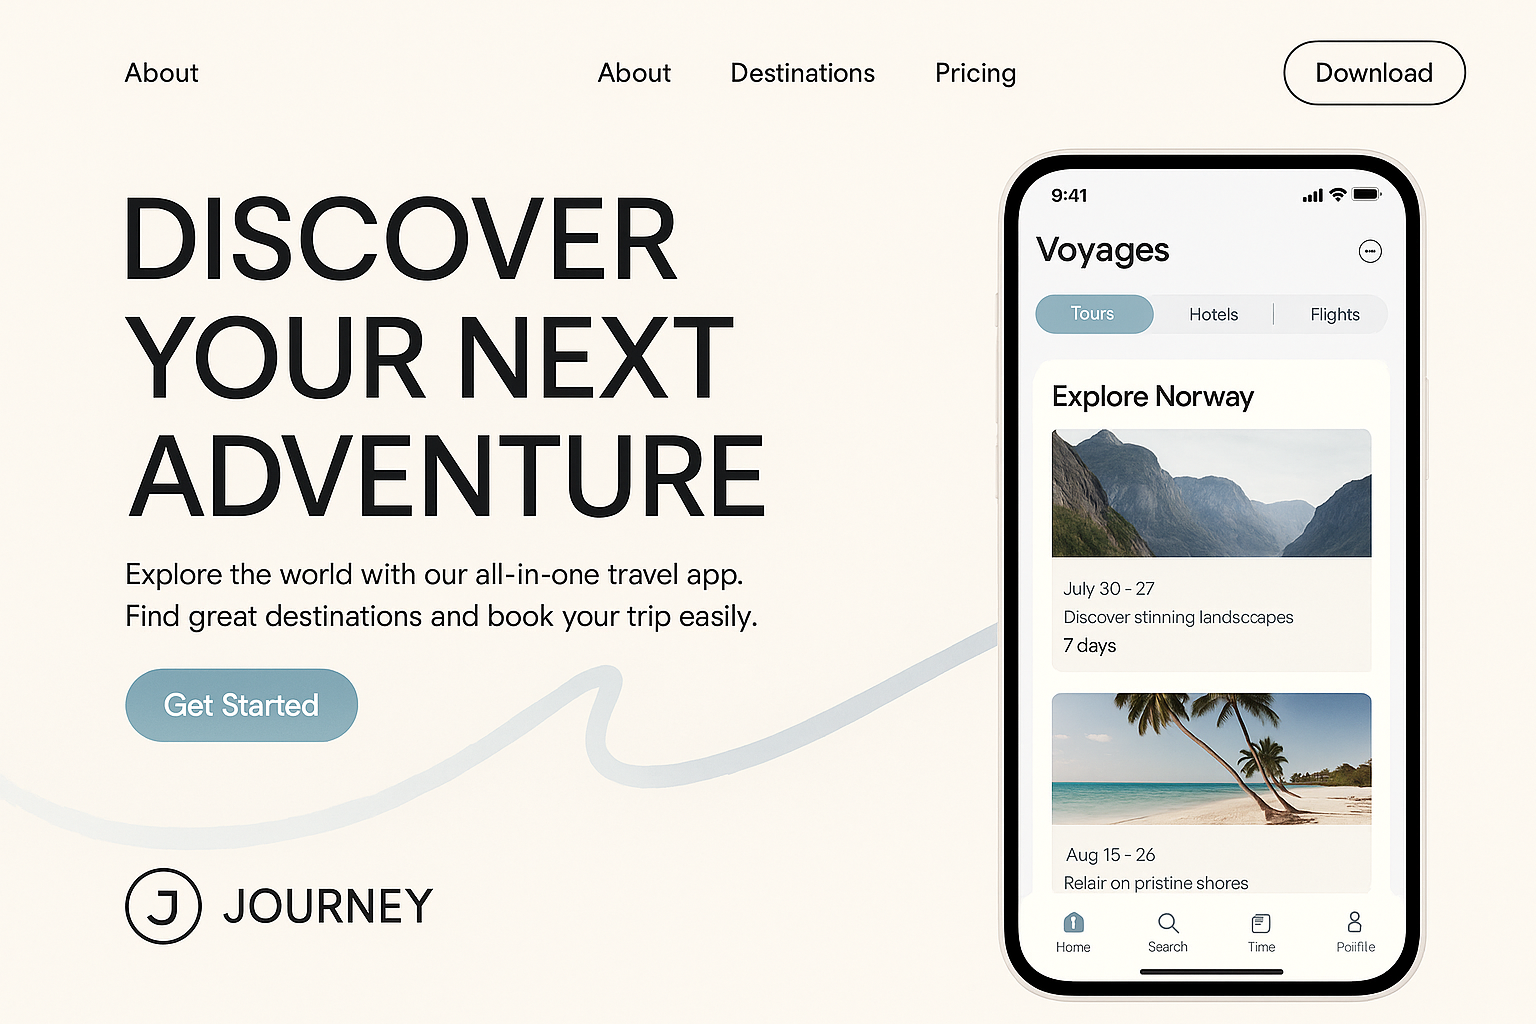 About
About Destinations Pricing
Download
DISCOVER
YOUR NEXT
ADVENTURE
Explore the world with our all-in-one travel app.
Find great destinations and book your trip easily.
Get Started
J JOURNEY
9:41
Voyages
Tours Hotels Flights
Explore Norway
July 30 - 27
Discover stinning landscapes
7 days
Aug 15 - 26
Relair on pristine shores
Home Search Time Poiifile